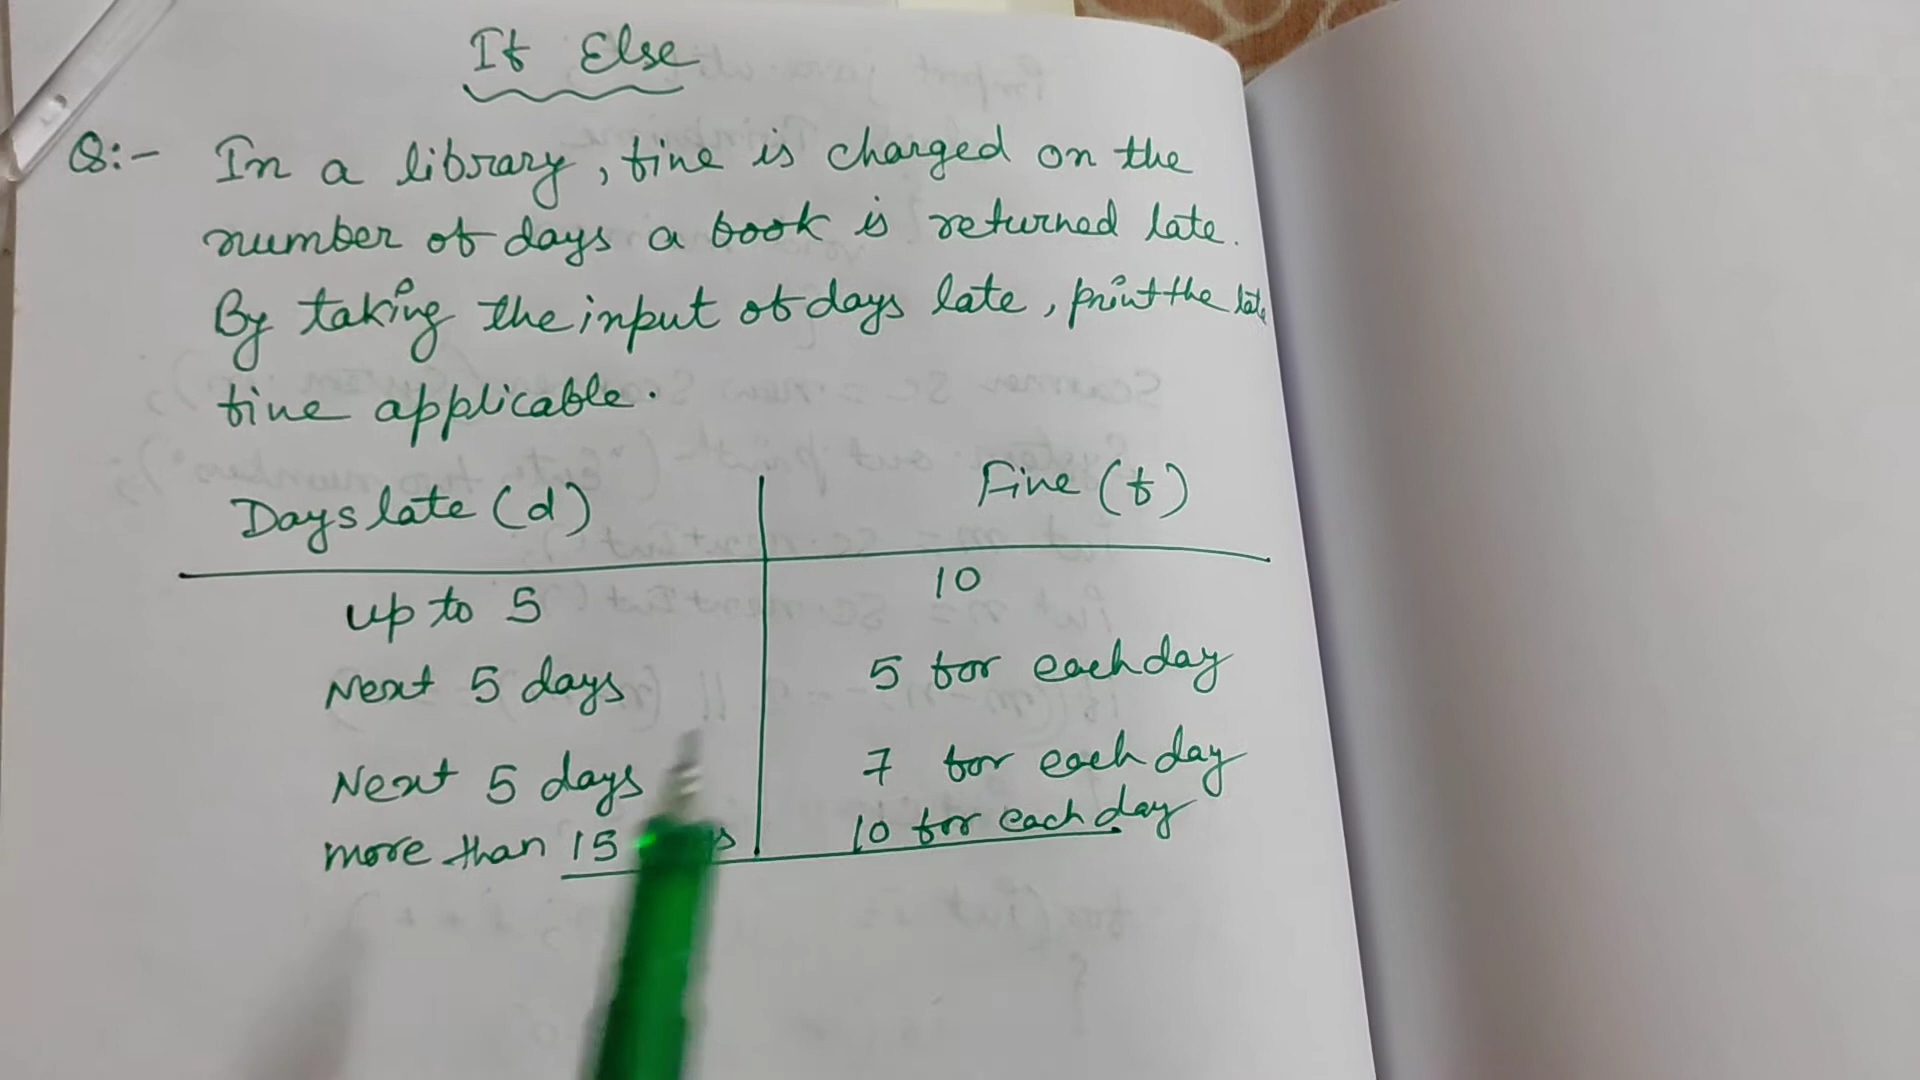 If Else
Q:- In a library, fine is charged on the
number of days a book is returned late.
By taking the input of days late, print the late
fine applicable.
Days late (d) Fine (f)
up to 5 10
Next 5 days 5 for each day
Next 5 days 7 for each day
more than 15 10 for each day